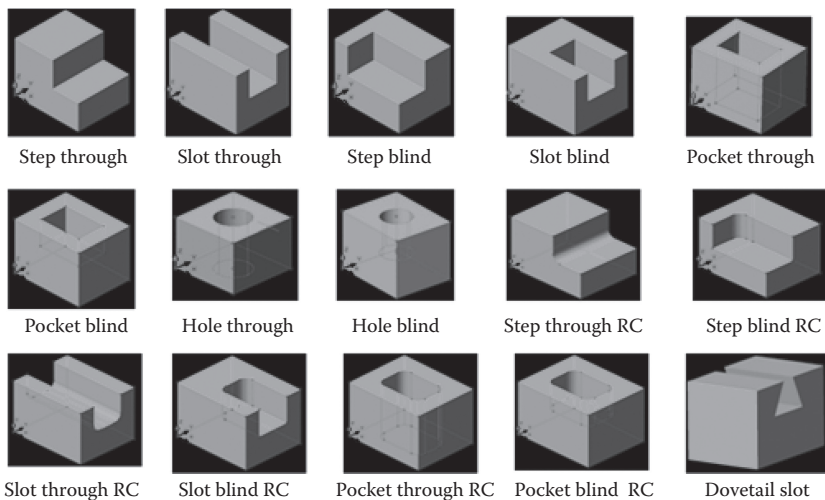 Step through
Slot through
Step blind
Slot blind
Pocket through
Pocket blind
Hole through
Hole blind
Step through RC
Step blind RC
Slot through RC
Slot blind RC
Pocket through RC
Pocket blind RC
Dovetail slot